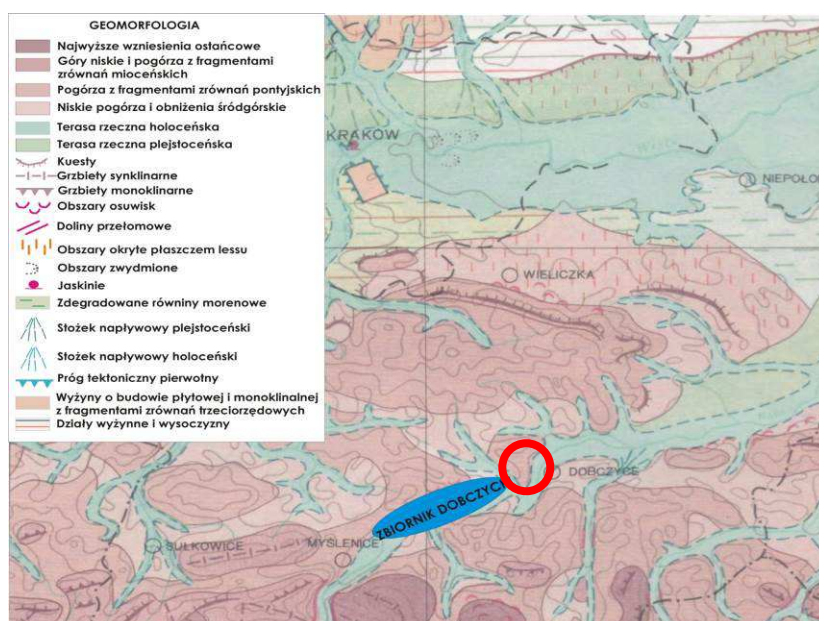 GEOMORFOLOGIA
Najwyższe wzniesienia ostańcowe
Góry niskie i pogórza z fragmentami
zrównań mioceńskich
Pogórza z fragmentami zrównań pontyjskich
Niskie pogórza i obniżenia śródgórskie
Terasa rzeczna holoceńska
Terasa rzeczna plejstoceńska
Kuesty
Grzbiety synklinarne
Grzbiety monoklinarne
Obszary osuwisk
Doliny przełomowe
Obszary okryte płaszczem lessu
Obszary zwydmione
Jaskinie
Zdegradowane równiny morenowe
Stożek napływowy plejstoceński
Stożek napływowy holoceński
Próg tektoniczny pierwotny
Wyżyny o budowie płytowej i monoklinalnej
z fragmentami zrównań trzeciorzędowych
Działy wyżynne i wysoczyzny
KRAKÓW
NIEPOŁO
WIELICZKA
DOBCZYCE
ZBIORNIK DOBCZYC
SUŁKOWICE
MYŚLENICE